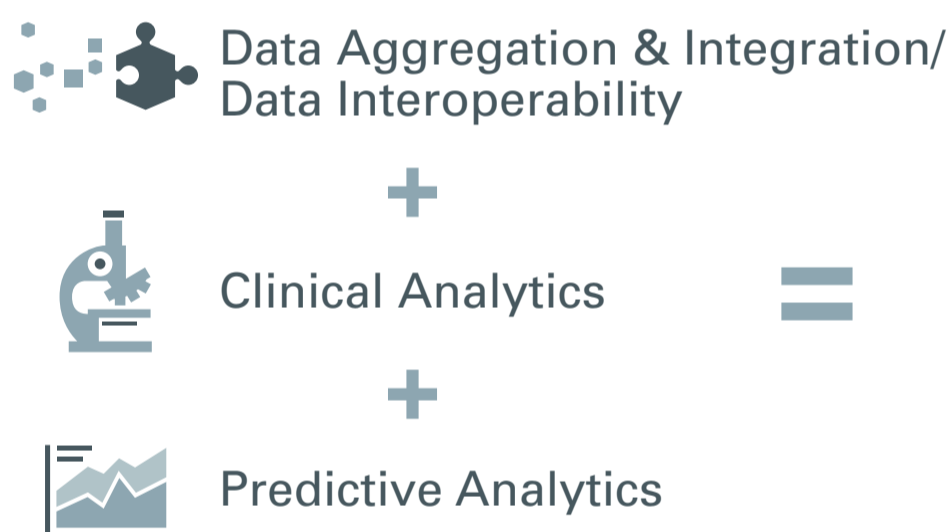 Data Aggregation & Integration/
Data Interoperability
+
Clinical Analytics
=
+
Predictive Analytics